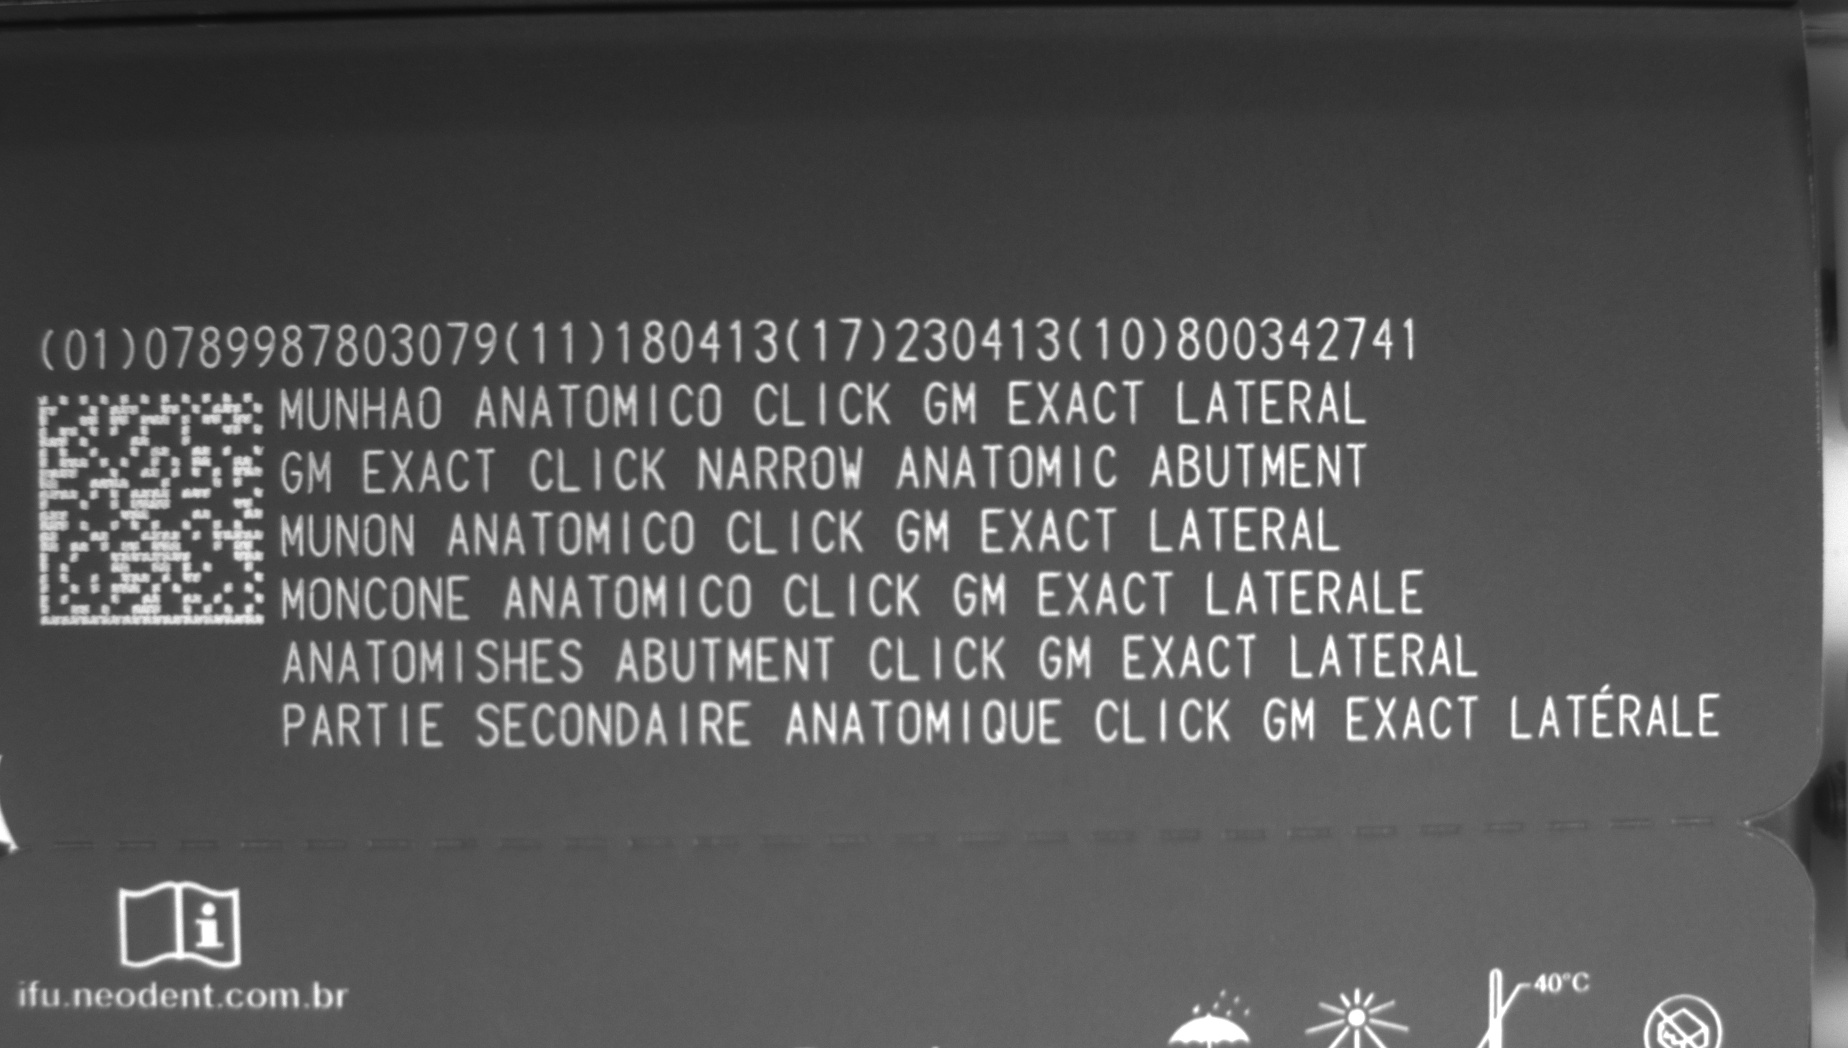 (01)0789987803079(11)180413(17)230413(10)800342741
MUNHAO ANATOMICO CLICK GM EXACT LATERAL
GM EXACT CLICK NARROW ANATOMIC ABUTMENT
MUNON ANATOMICO CLICK GM EXACT LATERAL
MONCONE ANATOMICO CLICK GM EXACT LATERALE
ANATOMISHES ABUTMENT CLICK GM EXACT LATERAL
PARTIE SECONDAIRE ANATOMIQUE CLICK GM EXACT LATÉRALE
ifu.neodent.com.br
40°C